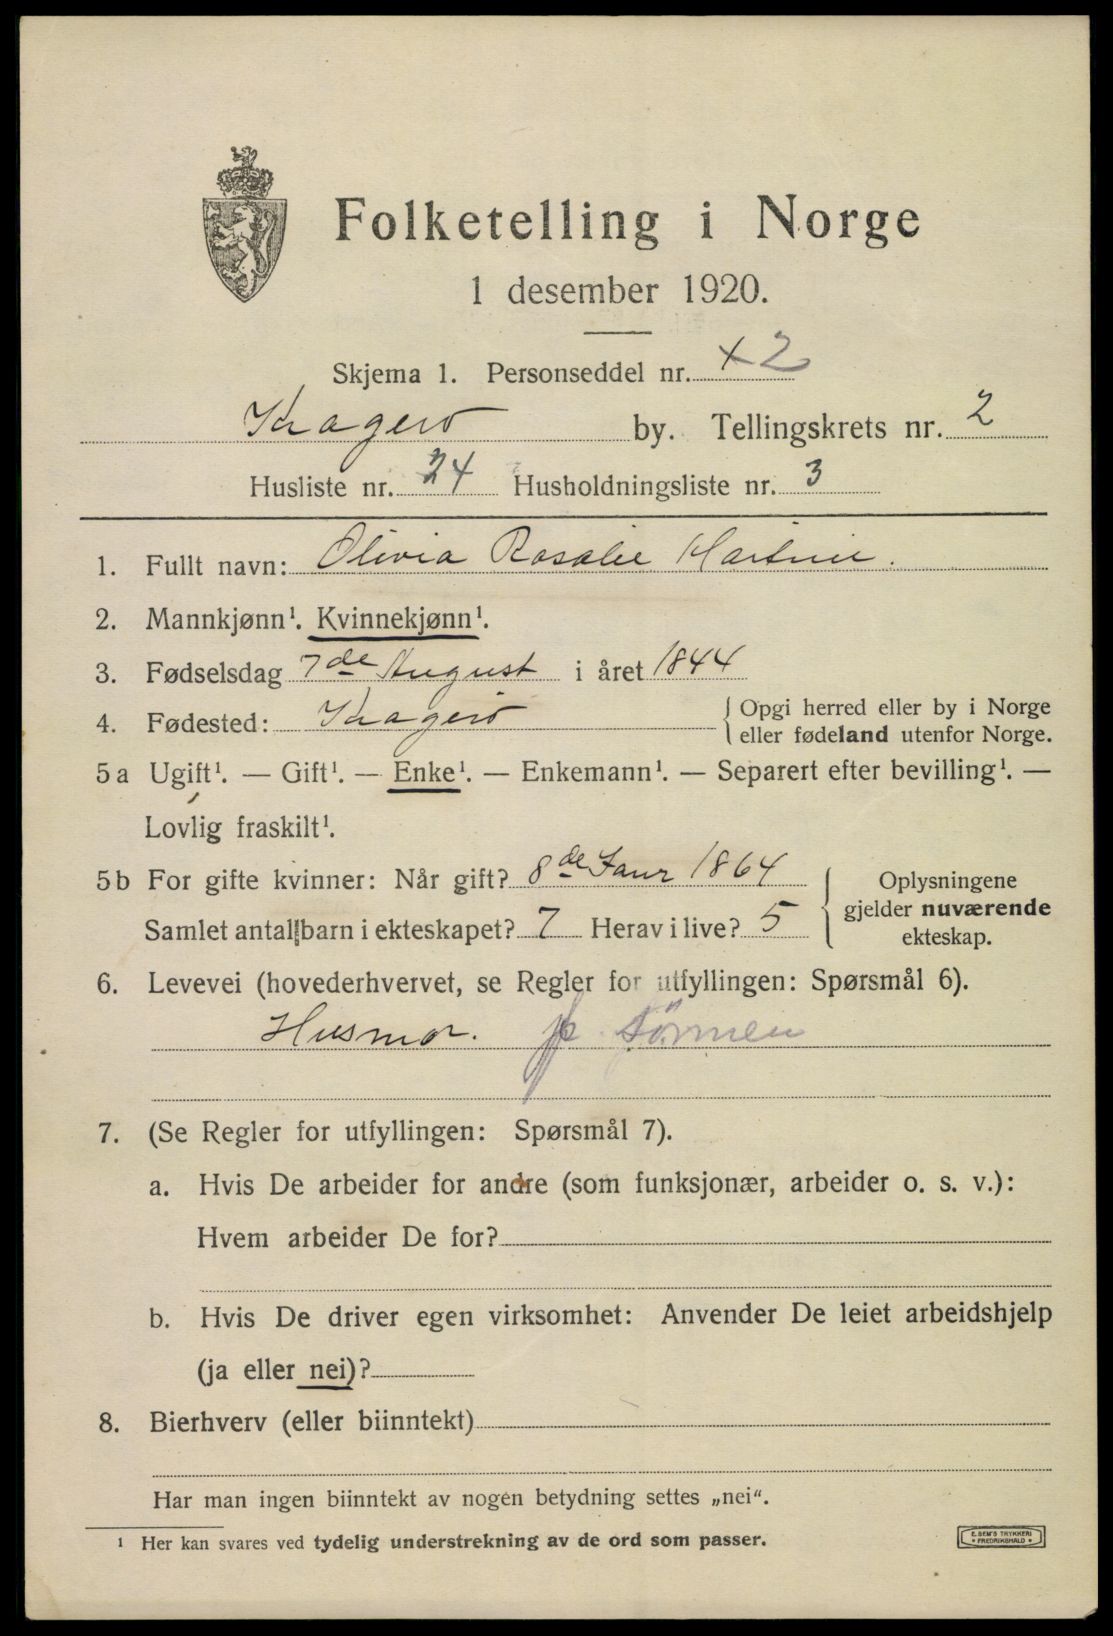 Folketelling i Norge
1 desember 1920.
Skjema 1. Personseddel nr. x 2
Kragerø by. Tellingskrets nr. 2
Husliste nr. 24 Husholdningsliste nr. 3
1. Fullt navn: Olivia Rosalie
2. Mannkjønn¹. Kvinnekjønn¹.
3. Fødselsdag 7de August i året 1844
4. Fødested: Kragerø { Opgi herred eller by i Norge
eller fødeland utenfor Norge.
5a Ugift¹. — Gift¹. — Enke¹. — Enkemann¹. — Separert efter bevilling¹. —
Lovlig fraskilt¹.
5b For gifte kvinner: Når gift? 8de Janr 1864
Samlet antal barn i ekteskapet? 7 Herav i live? 5
Oplysningene
gjelder nuværende
ekteskap.
6. Levevei (hovederhvervet, se Regler for utfyllingen: Spørsmål 6).
Husmor.
7. (Se Regler for utfyllingen: Spørsmål 7).
a. Hvis De arbeider for andre (som funksjonær, arbeider o. s. v.):
Hvem arbeider De for?
b. Hvis De driver egen virksomhet: Anvender De leiet arbeidshjelp
(ja eller nei)?
8. Bierhverv (eller biinntekt)
Har man ingen biinntekt av nogen betydning settes „nei“.
¹ Her kan svares ved tydelig understrekning av de ord som passer.
E. SEM'S TRYKKERI
FREDRIKSHALD